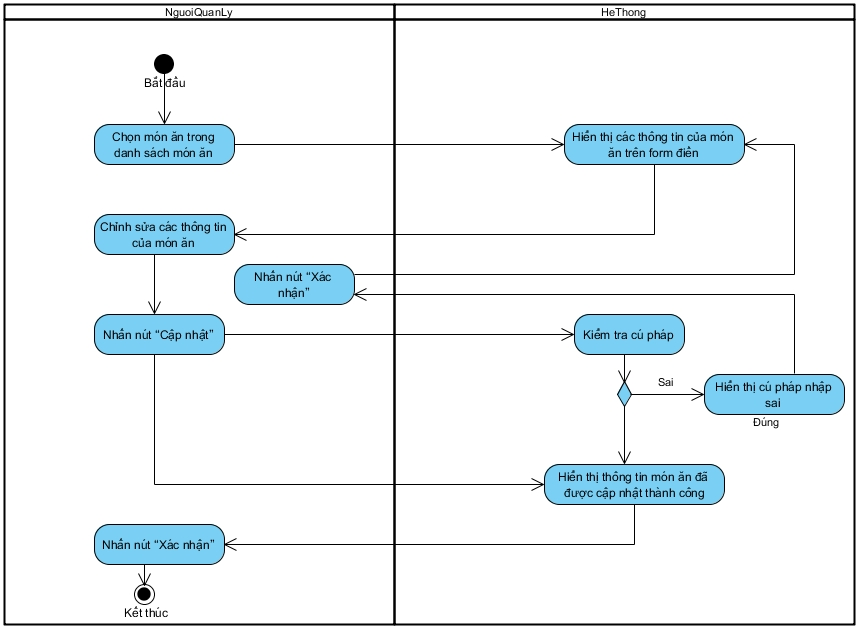 NguoiQuanLy
HeThong
Bắt đầu
Chọn món ăn trong
danh sách món ăn
Hiển thị các thông tin của món
ăn trên form điền
Chỉnh sửa các thông tin
của món ăn
Nhấn nút “Xác
nhận”
Nhấn nút “Cập nhật”
Kiểm tra cú pháp
Sai
Hiển thị cú pháp nhập
sai
Đúng
Hiển thị thông tin món ăn đã
được cập nhật thành công
Nhấn nút “Xác nhận”
Kết thúc